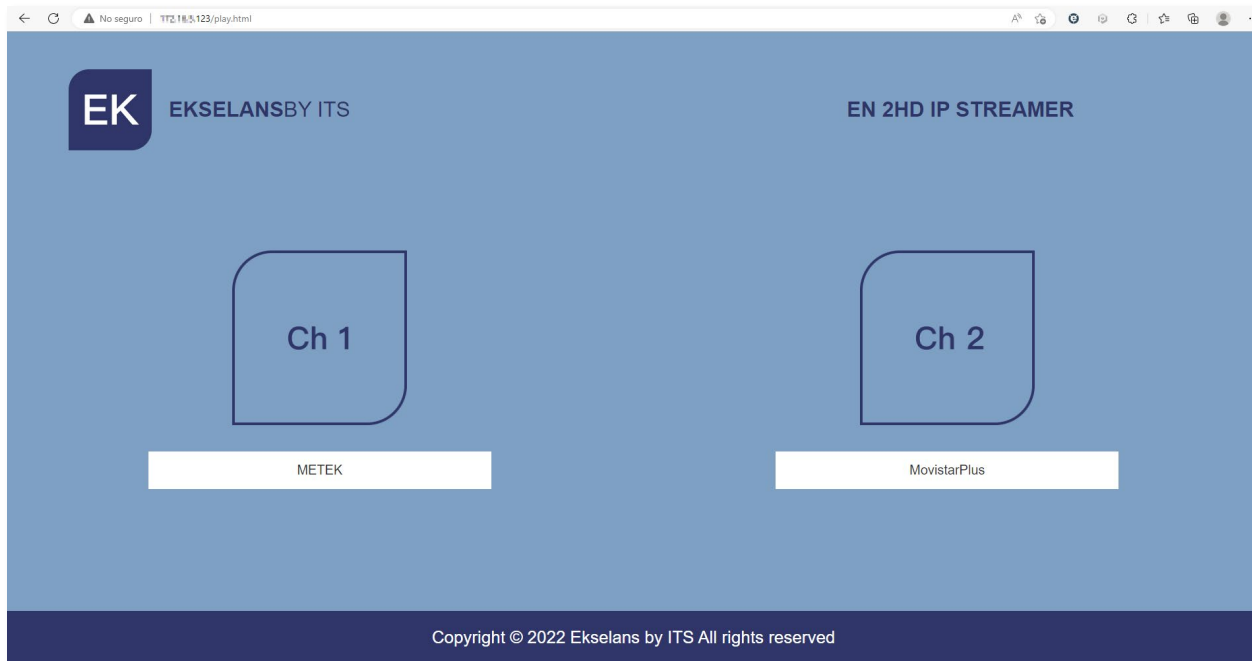 No seguro
123/play.html
EK
EKSELANSBY ITS
EN 2HD IP STREAMER
Ch 1
Ch 2
METEK
MovistarPlus
Copyright © 2022 Ekselans by ITS All rights reserved